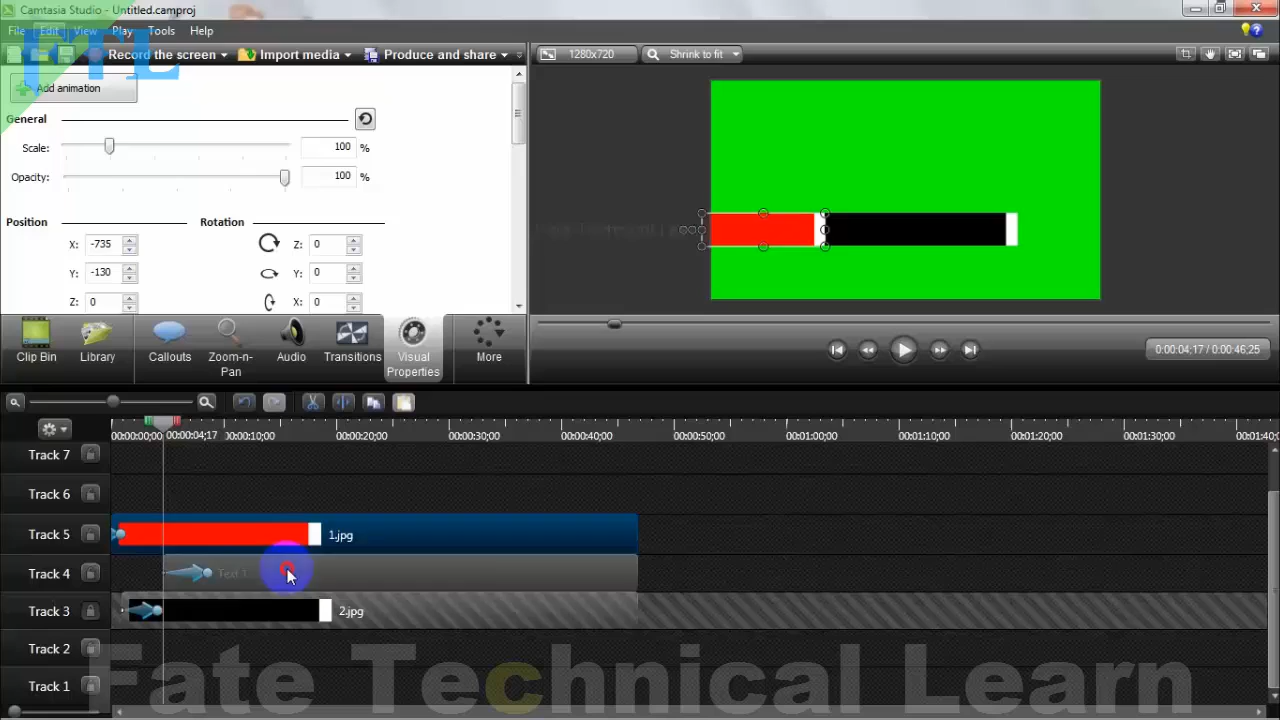 Camtasia Studio - Untitled.camproj
File Edit View Play Tools Help
FTL
Record the screen Import media Produce and share
1280x720 Shrink to fit
Add animation
General
Scale: 100 %
Opacity: 100 %
Position Rotation
X: -735 Z: 0
Y: -130 Y: 0
Z: 0 X: 0
Clip Bin Library Callouts Zoom-n-Pan Audio Transitions Visual Properties More
0:00:04;17 / 0:00:46;25
00:00:00;00 00:00:04;17 00:00:10;00 00:00:20;00 00:00:30;00 00:00:40;00 00:00:50;00 00:01:00;00 00:01:10;00 00:01:20;00 00:01:30;00
Track 7
Track 6
Track 5 1.jpg
Track 4
Track 3 2.jpg
Track 2
Track 1
Fate Technical Learn